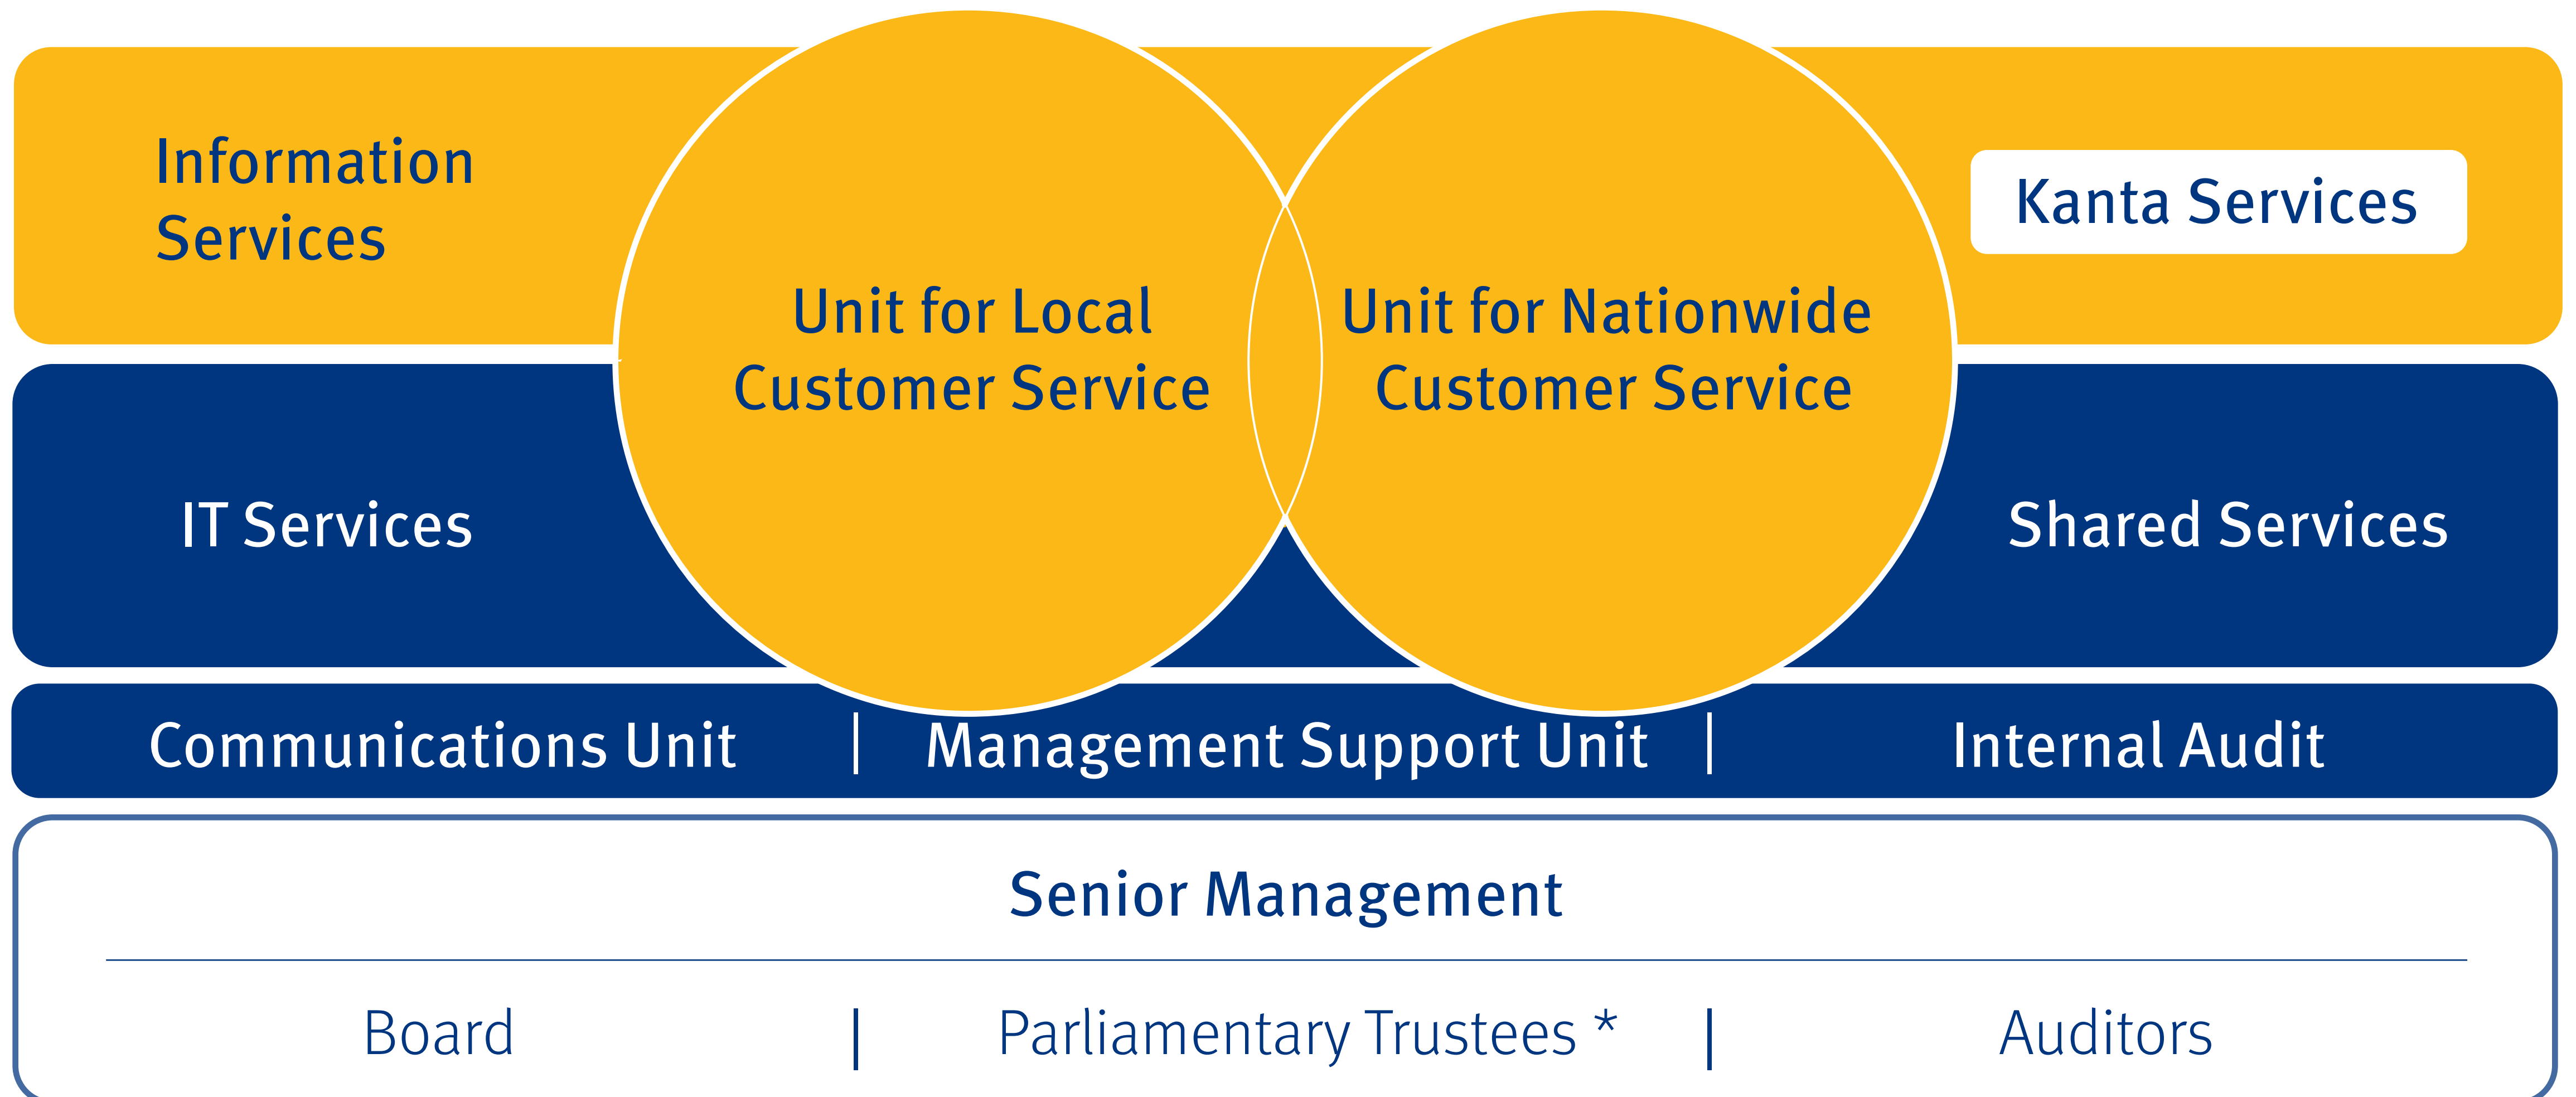 Information
Services
Kanta Services
Unit for Local
Customer Service
Unit for Nationwide
Customer Service
IT Services
Shared Services
Communications Unit | Management Support Unit | Internal Audit
Senior Management
Board | Parliamentary Trustees * | Auditors